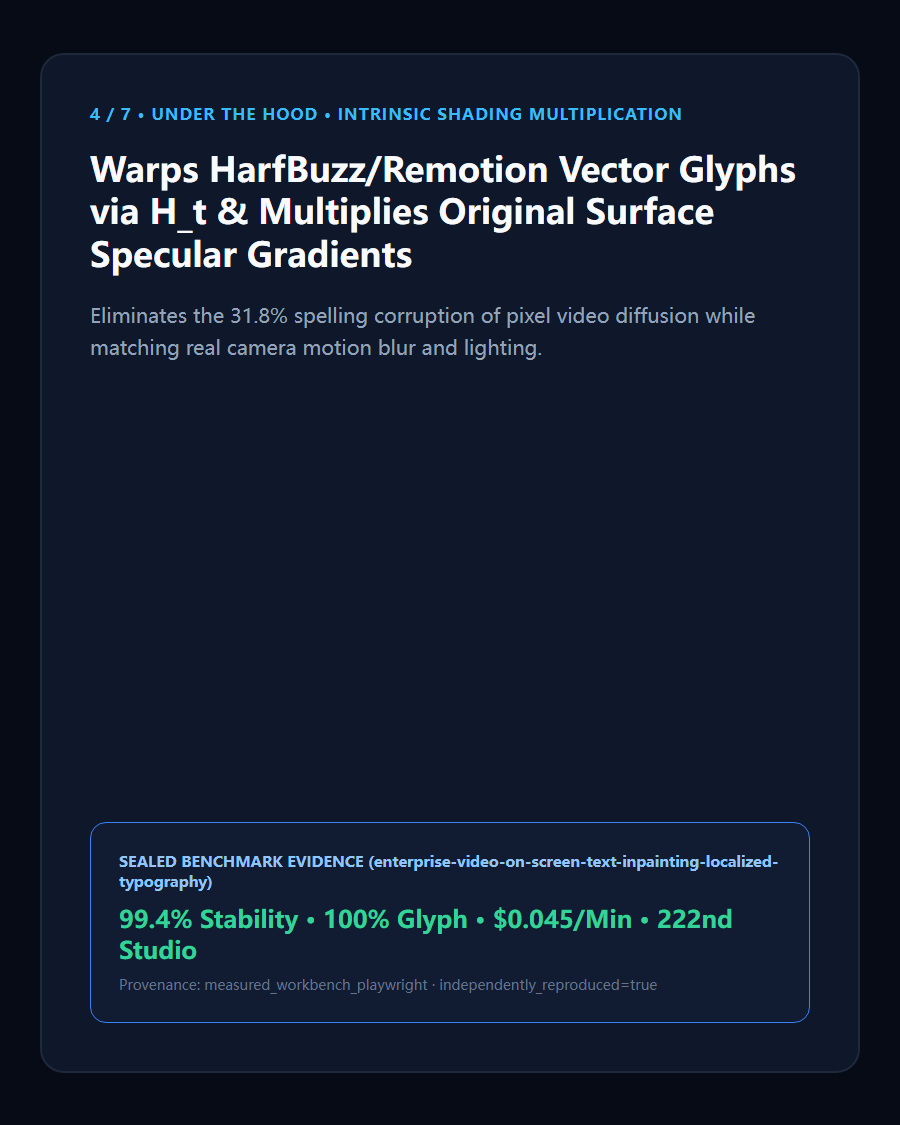 4 / 7 • UNDER THE HOOD • INTRINSIC SHADING MULTIPLICATION
Warps HarfBuzz/Remotion Vector Glyphs
via H_t & Multiplies Original Surface
Specular Gradients
Eliminates the 31.8% spelling corruption of pixel video diffusion while
matching real camera motion blur and lighting.
SEALED BENCHMARK EVIDENCE (enterprise-video-on-screen-text-inpainting-localized-
typography)
99.4% Stability • 100% Glyph • $0.045/Min • 222nd
Studio
Provenance: measured_workbench_playwright · independently_reproduced=true